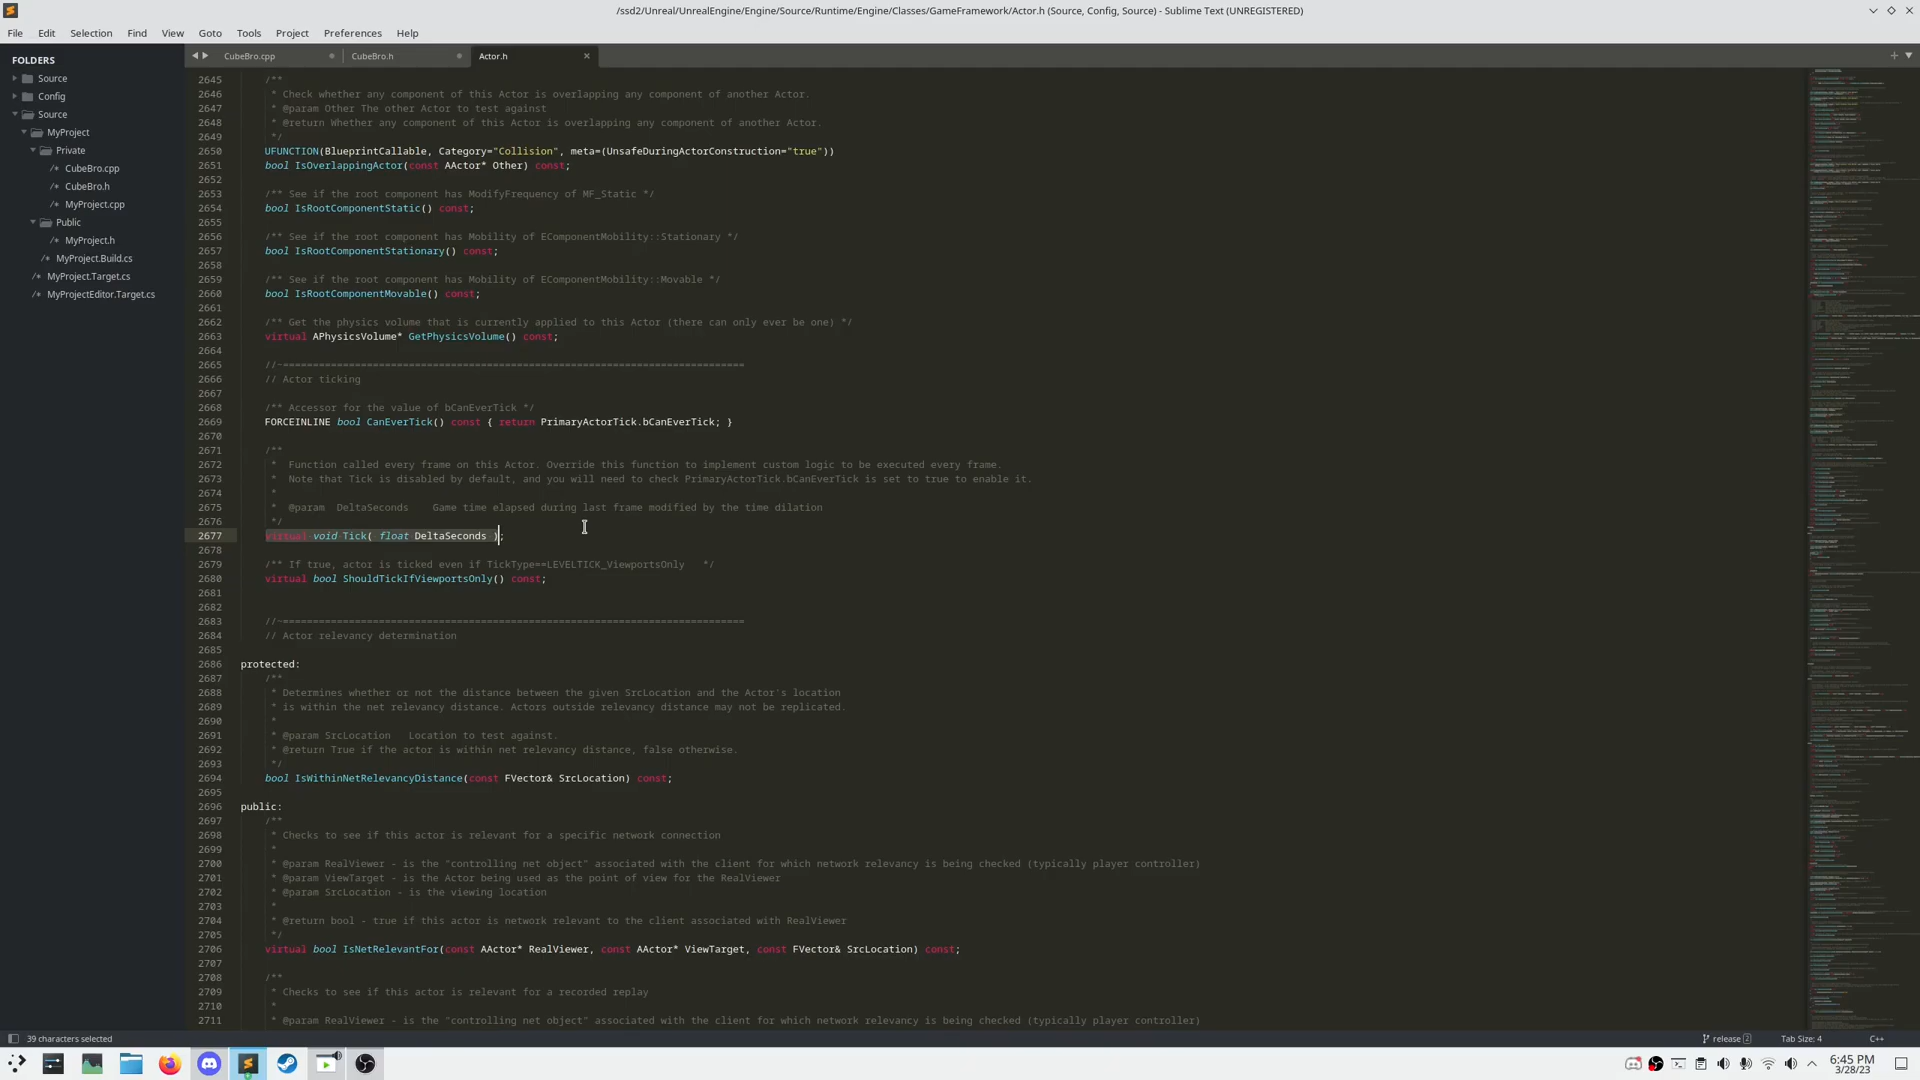 /ssd2/Unreal/UnrealEngine/Engine/Source/Runtime/Engine/Classes/GameFramework/Actor.h (Source, Config, Source) - Sublime Text (UNREGISTERED)
File Edit Selection Find View Goto Tools Project Preferences Help
CubeBro.cpp CubeBro.h Actor.h
FOLDERS
Source
Config
Source
MyProject
Private
/* CubeBro.cpp
/* CubeBro.h
/* MyProject.cpp
Public
/* MyProject.h
/* MyProject.Build.cs
/* MyProject.Target.cs
/* MyProjectEditor.Target.cs
2645 /**
2646 * Check whether any component of this Actor is overlapping any component of another Actor.
2647 * @param Other The other Actor to test against
2648 * @return Whether any component of this Actor is overlapping any component of another Actor.
2649 */
2650 UFUNCTION(BlueprintCallable, Category="Collision", meta=(UnsafeDuringActorConstruction="true"))
2651 bool IsOverlappingActor(const AActor* Other) const;
2652
2653 /** See if the root component has ModifyFrequency of MF_Static */
2654 bool IsRootComponentStatic() const;
2655
2656 /** See if the root component has Mobility of EComponentMobility::Stationary */
2657 bool IsRootComponentStationary() const;
2658
2659 /** See if the root component has Mobility of EComponentMobility::Movable */
2660 bool IsRootComponentMovable() const;
2661
2662 /** Get the physics volume that is currently applied to this Actor (there can only ever be one) */
2663 virtual APhysicsVolume* GetPhysicsVolume() const;
2664
2665 //~=============================================================================
2666 // Actor ticking
2667
2668 /** Accessor for the value of bCanEverTick */
2669 FORCEINLINE bool CanEverTick() const { return PrimaryActorTick.bCanEverTick; }
2670
2671 /**
2672 * Function called every frame on this Actor. Override this function to implement custom logic to be executed every frame.
2673 * Note that Tick is disabled by default, and you will need to check PrimaryActorTick.bCanEverTick is set to true to enable it.
2674 *
2675 * @param DeltaSeconds Game time elapsed during last frame modified by the time dilation
2676 */
2677 virtual void Tick( float DeltaSeconds );
2678
2679 /** If true, actor is ticked even if TickType==LEVELTICK_ViewportsOnly */
2680 virtual bool ShouldTickIfViewportsOnly() const;
2681
2682
2683 //~=============================================================================
2684 // Actor relevancy determination
2685
2686 protected:
2687 /**
2688 * Determines whether or not the distance between the given SrcLocation and the Actor's location
2689 * is within the net relevancy distance. Actors outside relevancy distance may not be replicated.
2690 *
2691 * @param SrcLocation Location to test against.
2692 * @return True if the actor is within net relevancy distance, false otherwise.
2693 */
2694 bool IsWithinNetRelevancyDistance(const FVector& SrcLocation) const;
2695
2696 public:
2697 /**
2698 * Checks to see if this actor is relevant for a specific network connection
2699 *
2700 * @param RealViewer - is the "controlling net object" associated with the client for which network relevancy is being checked (typically player controller)
2701 * @param ViewTarget - is the Actor being used as the point of view for the RealViewer
2702 * @param SrcLocation - is the viewing location
2703 *
2704 * @return bool - true if this actor is network relevant to the client associated with RealViewer
2705 */
2706 virtual bool IsNetRelevantFor(const AActor* RealViewer, const AActor* ViewTarget, const FVector& SrcLocation) const;
2707
2708 /**
2709 * Checks to see if this actor is relevant for a recorded replay
2710 *
2711 * @param RealViewer - is the "controlling net object" associated with the client for which network relevancy is being checked (typically player controller)
39 characters selected
release 2 Tab Size: 4 C++
6:45 PM
3/28/23